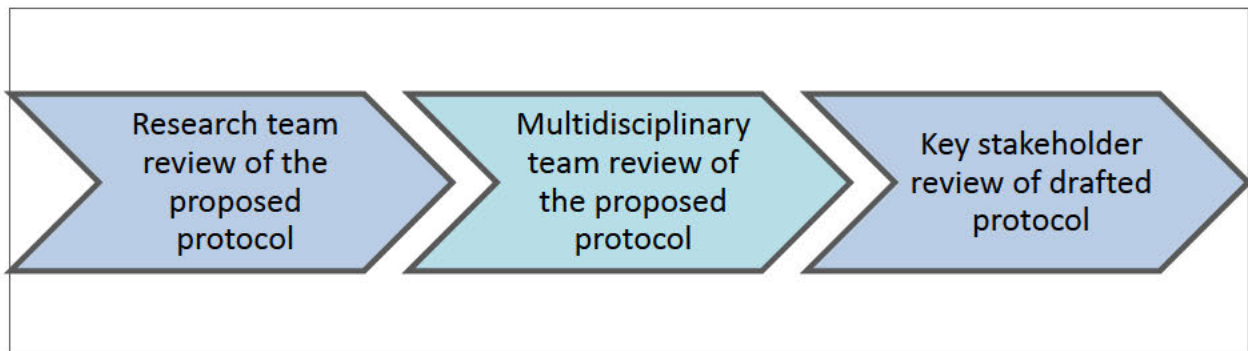 Research team
review of the
proposed
protocol
Multidisciplinary
team review of
the proposed
protocol
Key stakeholder
review of drafted
protocol